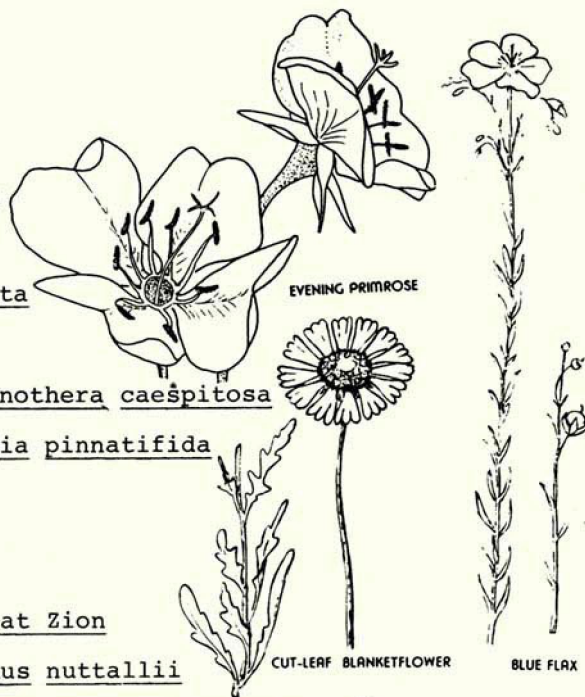 ta
EVENING PRIMROSE
nothera caespitosa
ia pinnatifida
at Zion
us nuttallii
CUT-LEAF BLANKETFLOWER
BLUE FLAX